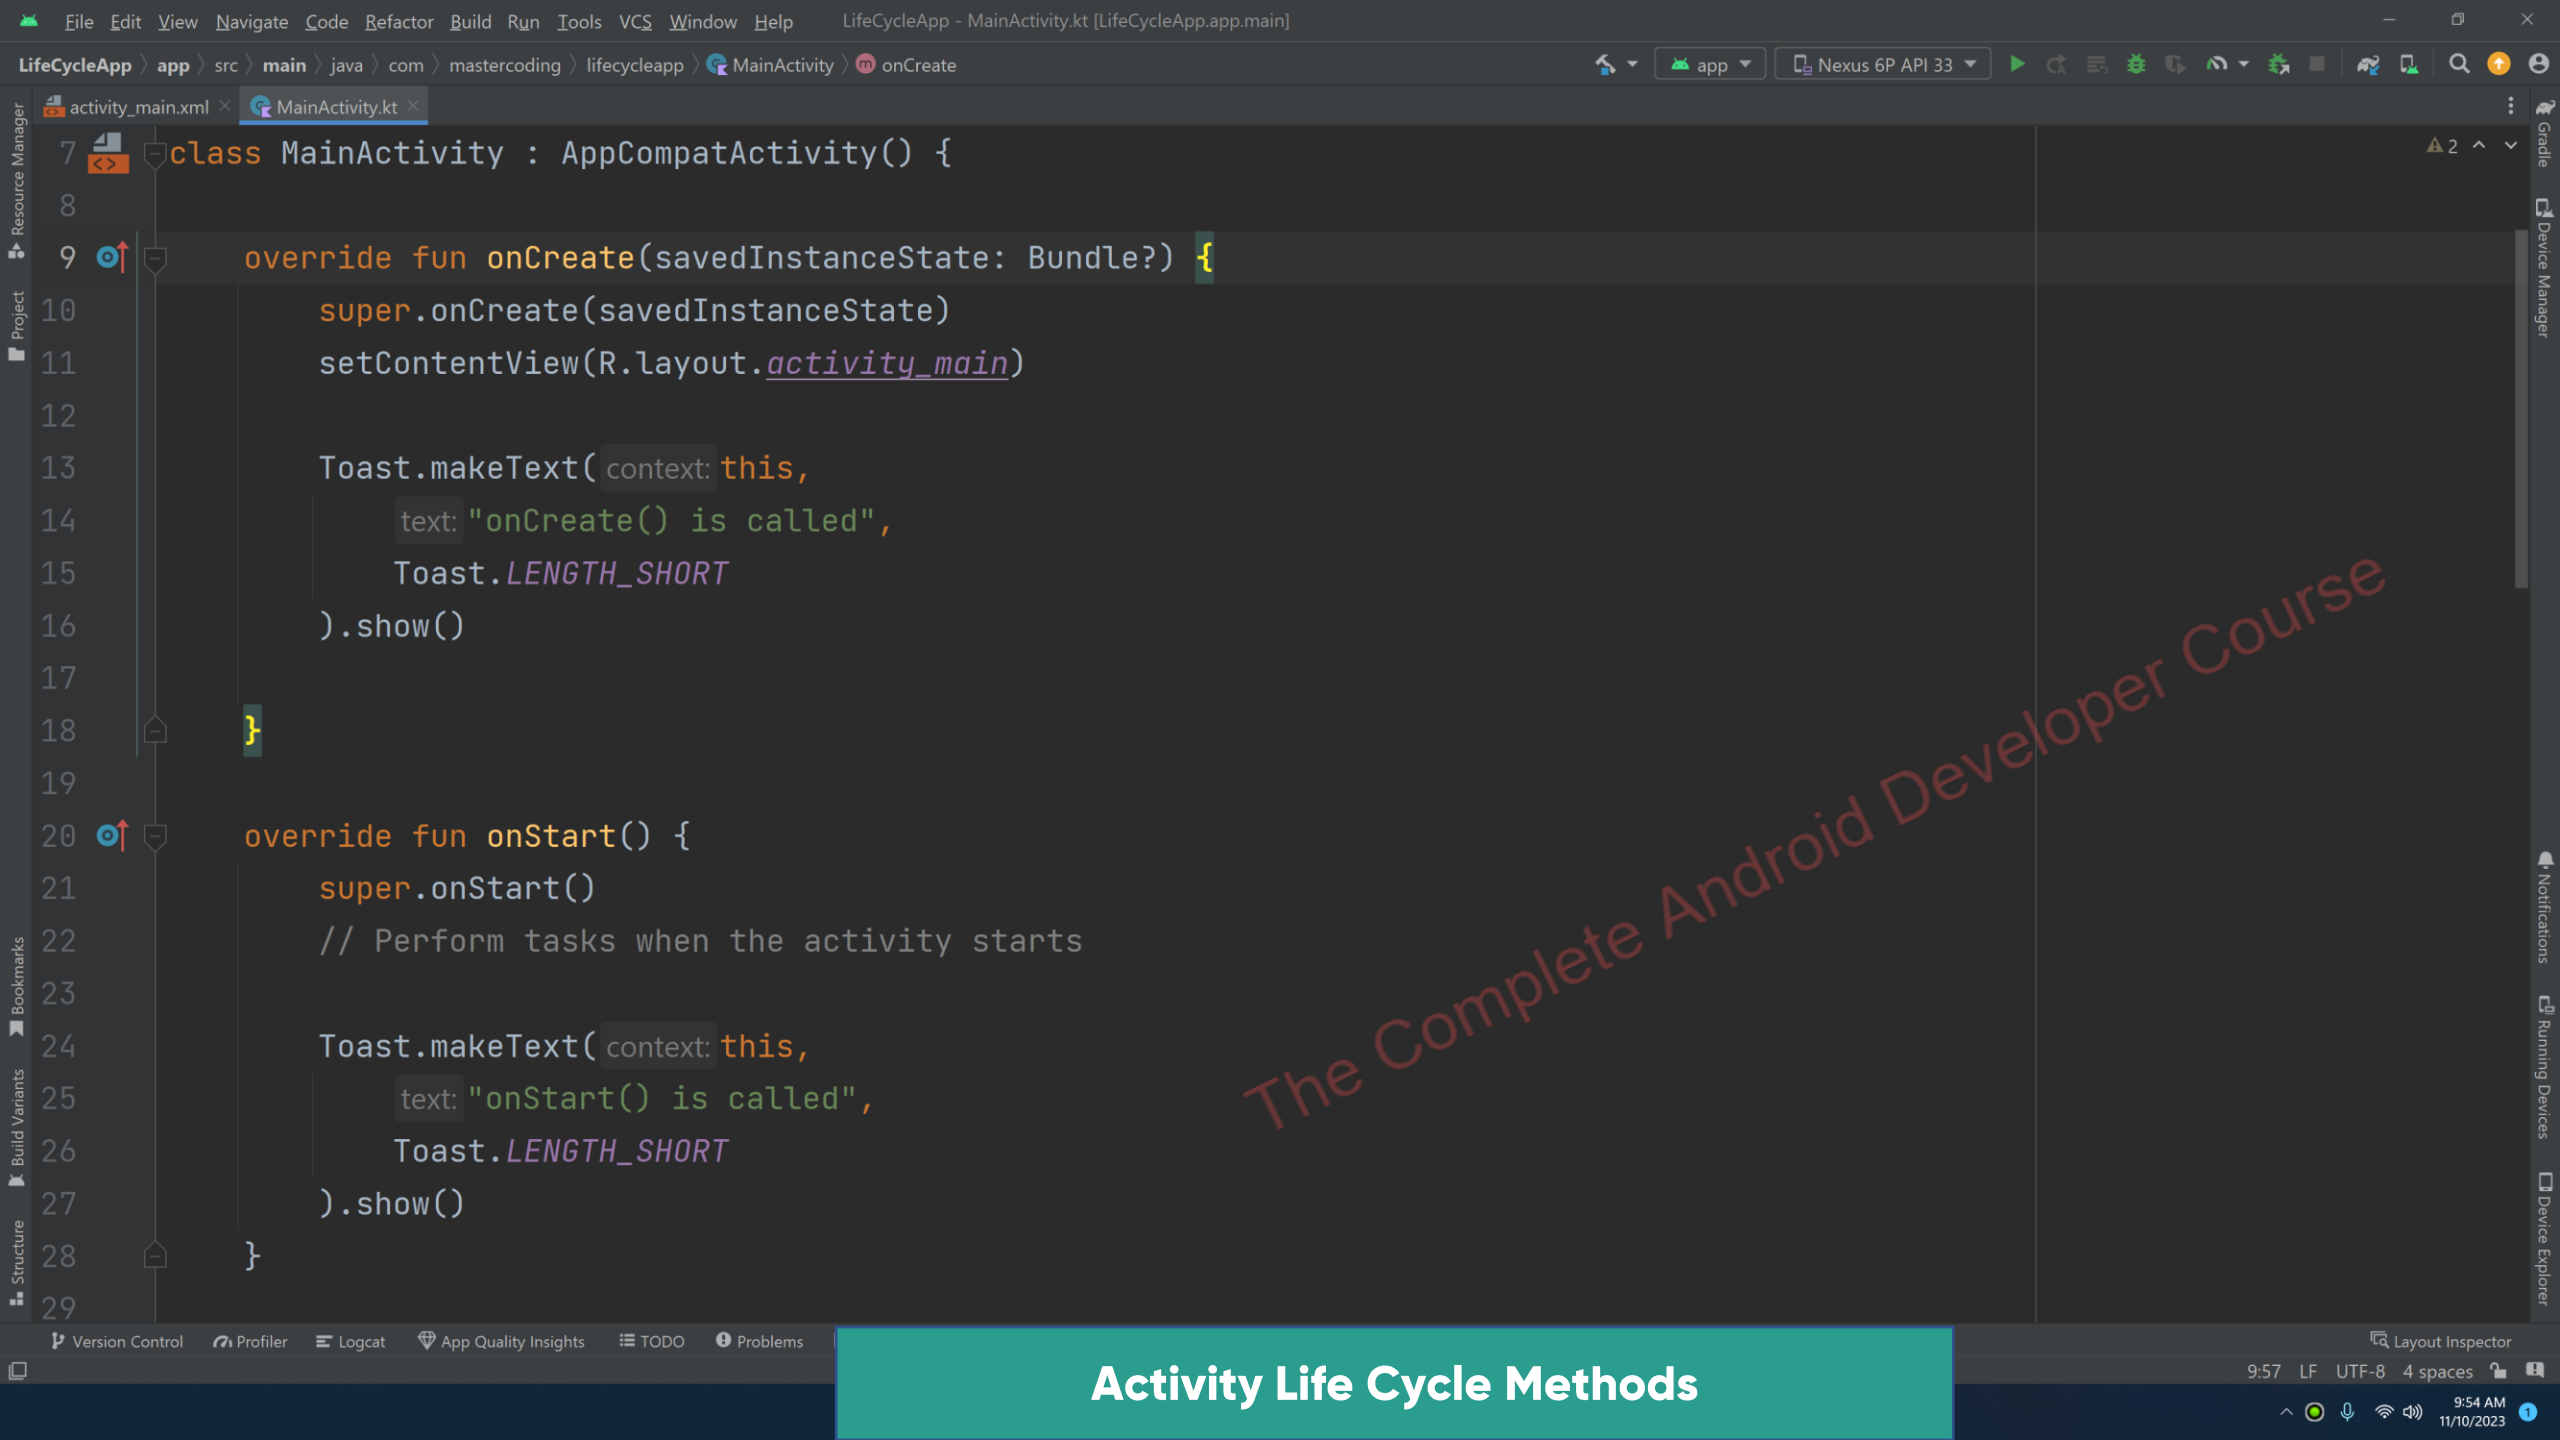 File Edit View Navigate Code Refactor Build Run Tools VCS Window Help LifeCycleApp - MainActivity.kt [LifeCycleApp.app.main]
LifeCycleApp app src main java com mastercoding lifecycleapp MainActivity onCreate app Nexus 6P API 33
activity_main.xml MainActivity.kt
7 class MainActivity : AppCompatActivity() {
2
8
9 override fun onCreate(savedInstanceState: Bundle?) {
10 super.onCreate(savedInstanceState)
11 setContentView(R.layout.activity_main)
12
13 Toast.makeText( context: this,
14 text: "onCreate() is called",
15 Toast.LENGTH_SHORT
16 ).show()
17
18 }
19
20 override fun onStart() {
21 super.onStart()
22 // Perform tasks when the activity starts
23
24 Toast.makeText( context: this,
25 text: "onStart() is called",
26 Toast.LENGTH_SHORT
27 ).show()
28 }
29
The Complete Android Developer Course
Resource Manager
Project
Bookmarks
Build Variants
Structure
Gradle
Device Manager
Notifications
Running Devices
Device Explorer
Version Control Profiler Logcat App Quality Insights TODO Problems Layout Inspector
9:57 LF UTF-8 4 spaces
Activity Life Cycle Methods
9:54 AM
11/10/2023
1